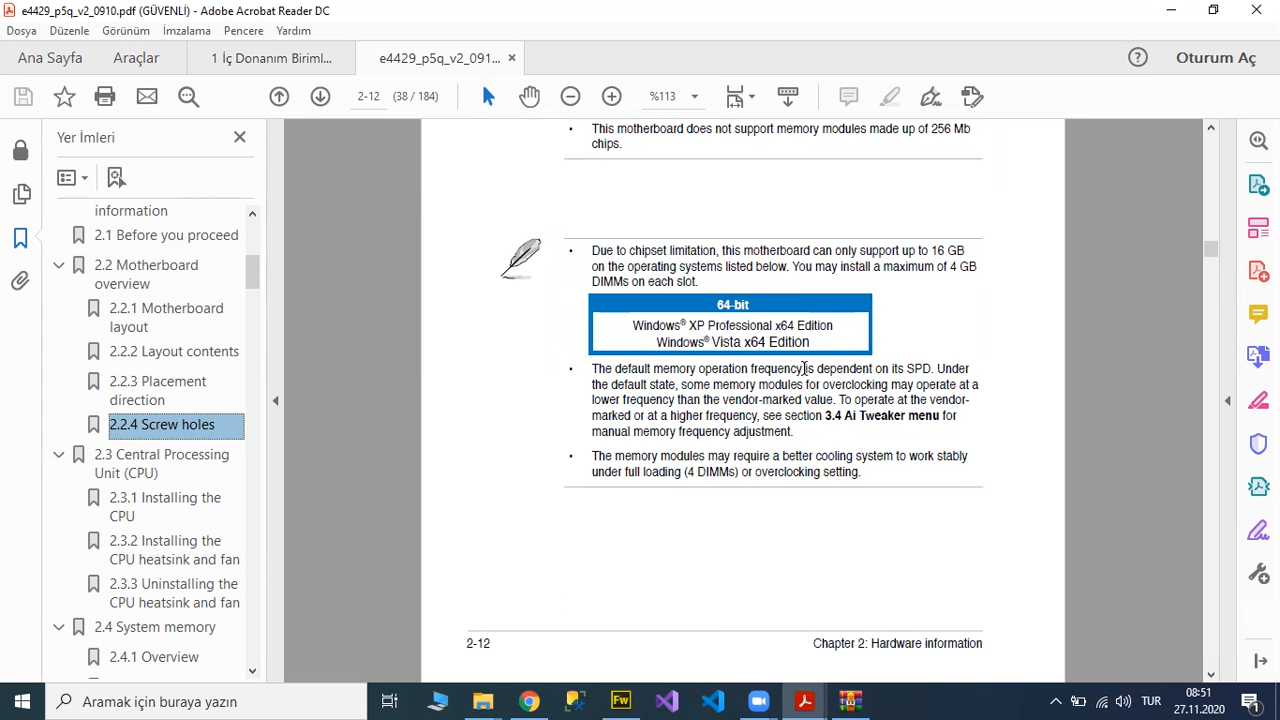 e4429_p5q_v2_0910.pdf (GÜVENLİ) - Adobe Acrobat Reader DC
Dosya Düzenle Görünüm İmzalama Pencere Yardım
Ana Sayfa Araçlar 1 İç Donanım Biriml... e4429_p5q_v2_091... × Oturum Aç
2-12 (38 / 184) %113
Yer İmleri
information
2.1 Before you proceed
2.2 Motherboard
overview
2.2.1 Motherboard
layout
2.2.2 Layout contents
2.2.3 Placement
direction
2.2.4 Screw holes
2.3 Central Processing
Unit (CPU)
2.3.1 Installing the
CPU
2.3.2 Installing the
CPU heatsink and fan
2.3.3 Uninstalling the
CPU heatsink and fan
2.4 System memory
2.4.1 Overview
• This motherboard does not support memory modules made up of 256 Mb
chips.
• Due to chipset limitation, this motherboard can only support up to 16 GB
on the operating systems listed below. You may install a maximum of 4 GB
DIMMs on each slot.
64-bit
Windows® XP Professional x64 Edition
Windows® Vista x64 Edition
• The default memory operation frequency is dependent on its SPD. Under
the default state, some memory modules for overclocking may operate at a
lower frequency than the vendor-marked value. To operate at the vendor-
marked or at a higher frequency, see section 3.4 Ai Tweaker menu for
manual memory frequency adjustment.
• The memory modules may require a better cooling system to work stably
under full loading (4 DIMMs) or overclocking setting.
2-12 Chapter 2: Hardware information
Aramak için buraya yazın
Fw
TUR
08:51
27.11.2020
1